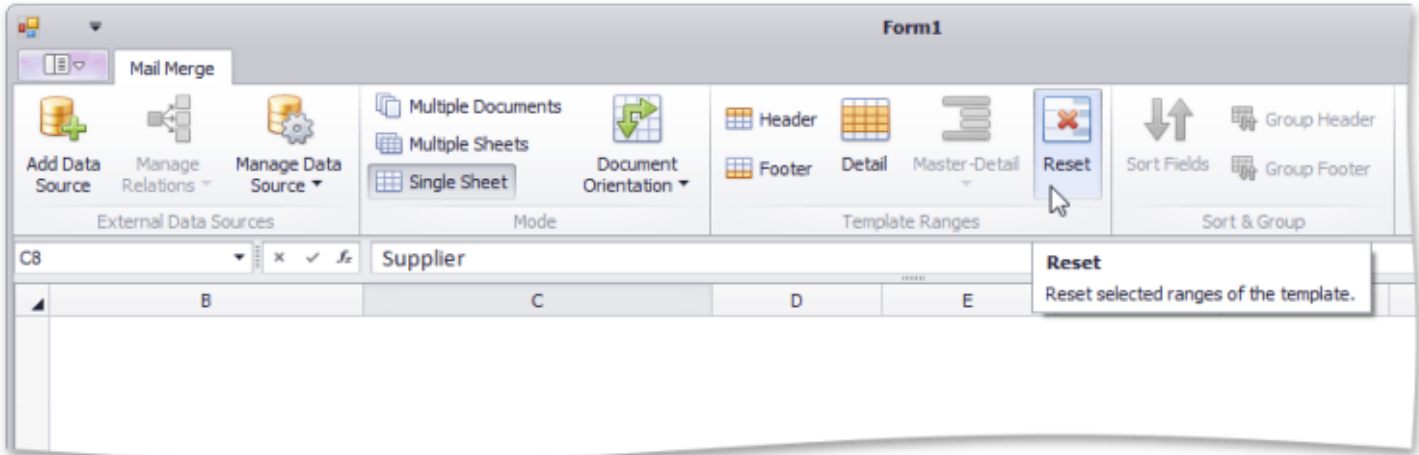 Form1
Mail Merge
Add Data Source
Manage Relations
Manage Data Source
External Data Sources
Multiple Documents
Multiple Sheets
Single Sheet
Document Orientation
Mode
Header
Footer
Detail
Master-Detail
Reset
Template Ranges
Sort Fields
Group Header
Group Footer
Sort & Group
C8
fx
Supplier
Reset
Reset selected ranges of the template.
B C D E